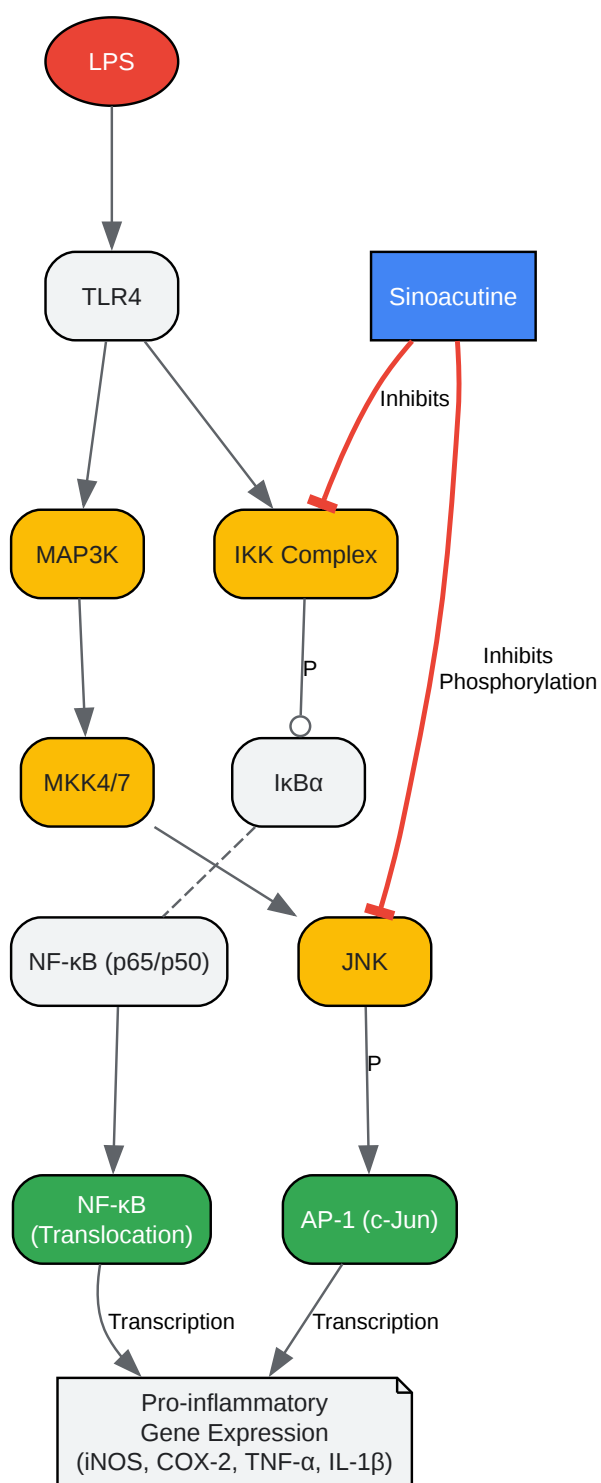 LPS
TLR4
Sinoacutine
Inhibits
MAP3K
IKK Complex
P
Inhibits
Phosphorylation
MKK4/7
IκBα
NF-κB (p65/p50)
JNK
P
NF-κB
(Translocation)
AP-1 (c-Jun)
Transcription
Transcription
Pro-inflammatory
Gene Expression
(iNOS, COX-2, TNF-α, IL-1β)